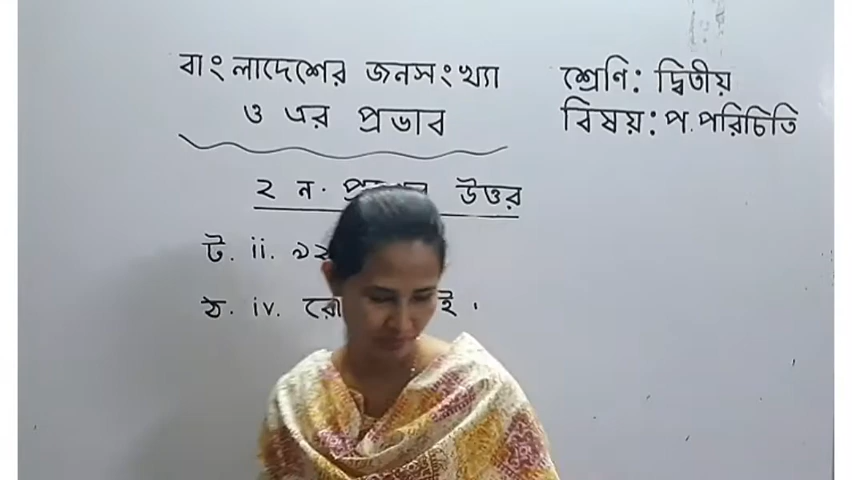 বাংলাদেশের জনসংখ্যা
ও এর প্রভাব
শ্রেণি: দ্বিতীয়
বিষয়: প. পরিচিতি
২ ন. উত্তর
ট. ii.
ঠ. iv.